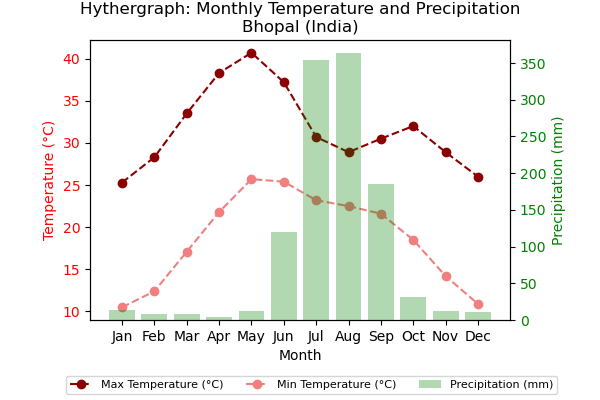 Hythergraph: Monthly Temperature and Precipitation
Bhopal (India)
Temperature (°C)
40
35
30
25
20
15
10
Precipitation (mm)
350
300
250
200
150
100
50
0
Jan Feb Mar Apr May Jun Jul Aug Sep Oct Nov Dec
Month
Max Temperature (°C) Min Temperature (°C) Precipitation (mm)